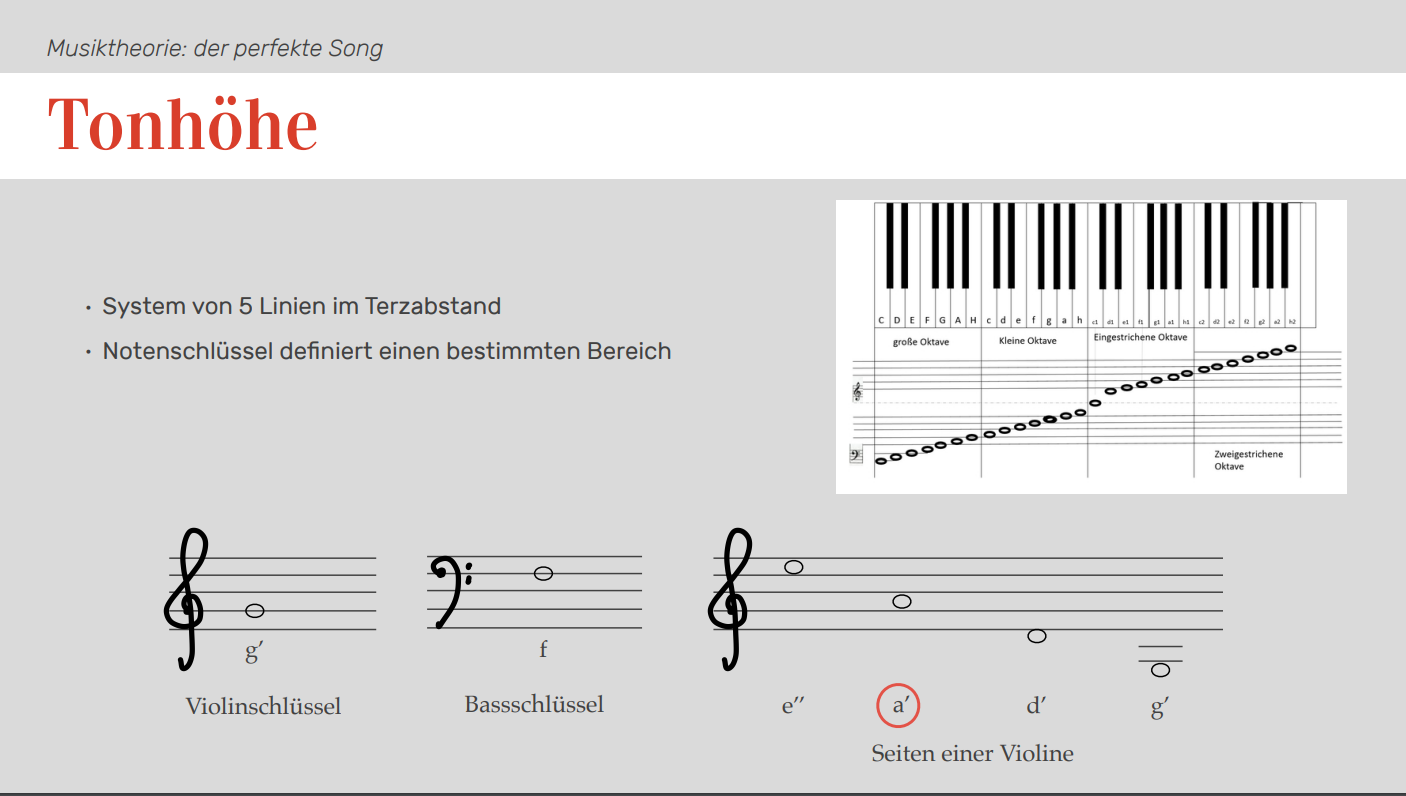 Musiktheorie: der perfekte Song
Tonhöhe
• System von 5 Linien im Terzabstand
• Notenschlüssel definiert einen bestimmten Bereich
C D E F G A H c d e f g a h c1 d1 e1 f1 g1 a1 h1 c2 d2 e2 f2 g2 a2 h2
große Oktave Kleine Oktave Eingestrichene Oktave
Zweigestrichene
Oktave
g′ f
Violinschlüssel Bassschlüssel
e′′ a′ d′ g′
Seiten einer Violine